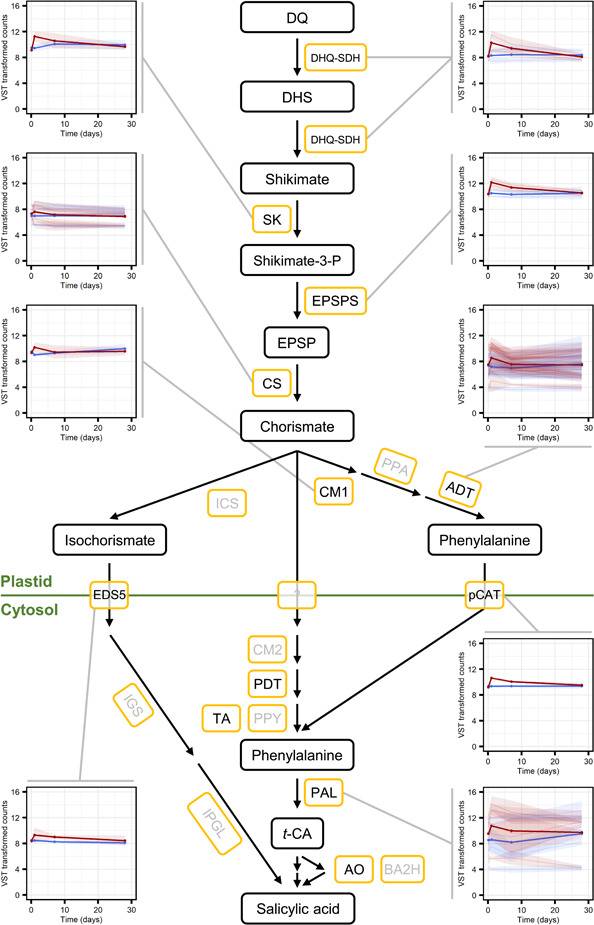 VST transformed counts
16
12
8
4
0
0
10
20
30
Time (days)
DQ
DHQ-SDH
DHS
DHQ-SDH
Shikimate
SK
Shikimate-3-P
EPSPS
EPSP
CS
Chorismate
VST transformed counts
16
12
8
4
0
0
10
20
30
Time (days)
VST transformed counts
16
12
8
4
0
0
10
20
30
Time (days)
VST transformed counts
16
12
8
4
0
0
10
20
30
Time (days)
VST transformed counts
16
12
8
4
0
0
10
20
30
Time (days)
VST transformed counts
16
12
8
4
0
0
10
20
30
Time (days)
PPA
ADT
CM1
ICS
Isochorismate
Phenylalanine
Plastid
EDS5
?
pCAT
Cytosol
CM2
PDT
IGS
TA
PPY
Phenylalanine
VST transformed counts
16
12
8
4
0
0
10
20
30
Time (days)
PAL
IPGL
t-CA
AO
BA2H
Salicylic acid
VST transformed counts
16
12
8
4
0
0
10
20
30
Time (days)
VST transformed counts
16
12
8
4
0
0
10
20
30
Time (days)